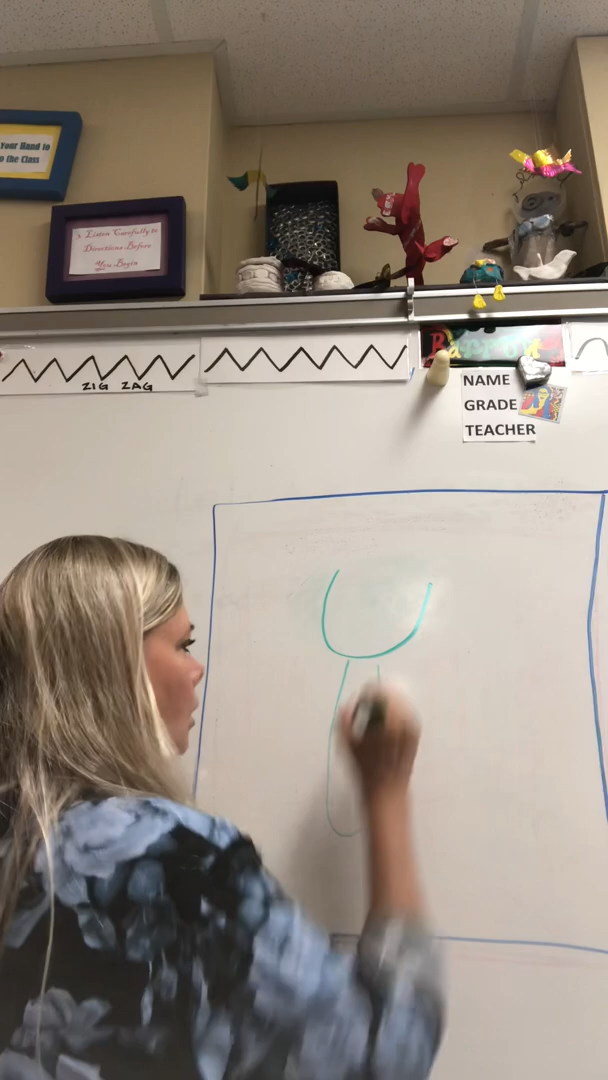 Your Hand to
to the Class
Listen Carefully to
Directions Before
You Begin
ZIG ZAG
NAME
GRADE
TEACHER